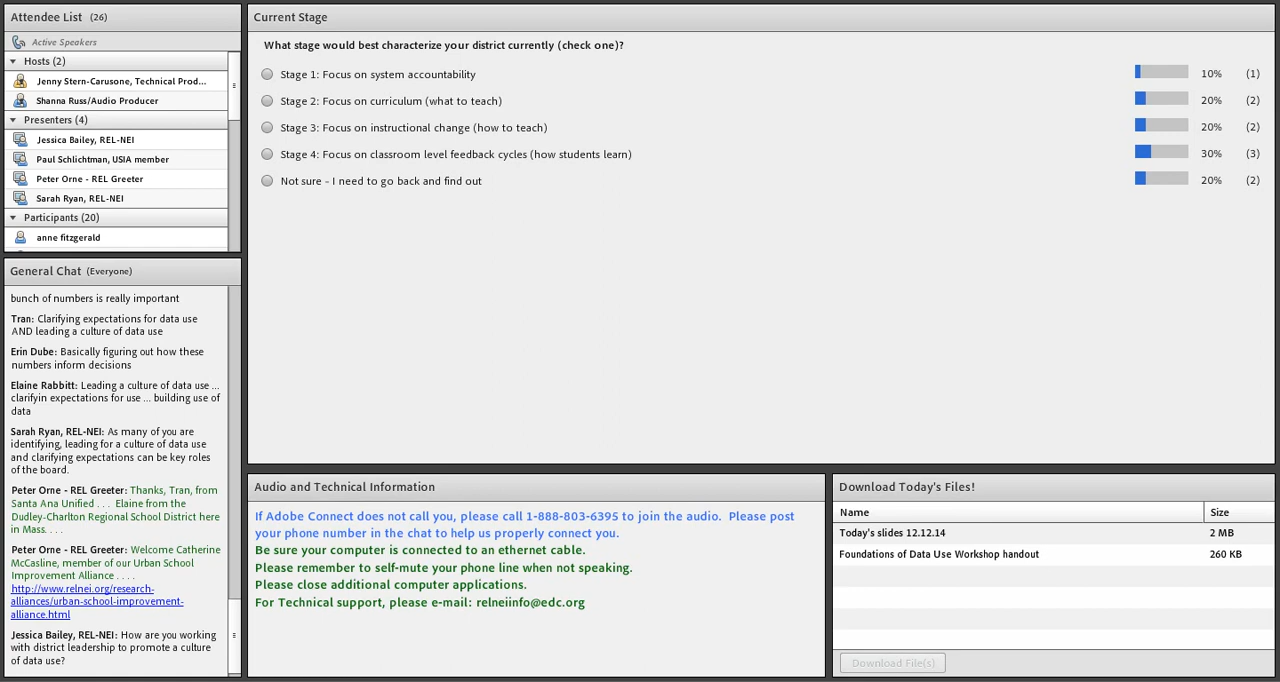 Attendee List (26)
Active Speakers
Hosts (2)
Jenny Stern-Carusone, Technical Prod...
Shanna Russ/Audio Producer
Presenters (4)
Jessica Bailey, REL-NEI
Paul Schlichtman, USIA member
Peter Orne - REL Greeter
Sarah Ryan, REL-NEI
Participants (20)
anne fitzgerald
General Chat (Everyone)
bunch of numbers is really important
Tran: Clarifying expectations for data use
AND leading a culture of data use
Erin Dube: Basically figuring out how these
numbers inform decisions
Elaine Rabbitt: Leading a culture of data use ...
clarifyin expectations for use ... building use of
data
Sarah Ryan, REL-NEI: As many of you are
identifying, leading for a culture of data use
and clarifying expectations can be key roles
of the board.
Peter Orne - REL Greeter: Thanks, Tran, from
Santa Ana Unified . . . Elaine from the
Dudley-Charlton Regional School District here
in Mass. . . .
Peter Orne - REL Greeter: Welcome Catherine
McCasline, member of our Urban School
Improvement Alliance . . . .
http://www.relnei.org/research-
alliances/urban-school-improvement-
alliance.html
Jessica Bailey, REL-NEI: How are you working
with district leadership to promote a culture
of data use?
Current Stage
What stage would best characterize your district currently (check one)?
Stage 1: Focus on system accountability 10% (1)
Stage 2: Focus on curriculum (what to teach) 20% (2)
Stage 3: Focus on instructional change (how to teach) 20% (2)
Stage 4: Focus on classroom level feedback cycles (how students learn) 30% (3)
Not sure - I need to go back and find out 20% (2)
Audio and Technical Information
If Adobe Connect does not call you, please call 1-888-803-6395 to join the audio. Please post
your phone number in the chat to help us properly connect you.
Be sure your computer is connected to an ethernet cable.
Please remember to self-mute your phone line when not speaking.
Please close additional computer applications.
For Technical support, please e-mail: relneiinfo@edc.org
Download Today's Files!
Name Size
Today's slides 12.12.14 2 MB
Foundations of Data Use Workshop handout 260 KB
Download File(s)